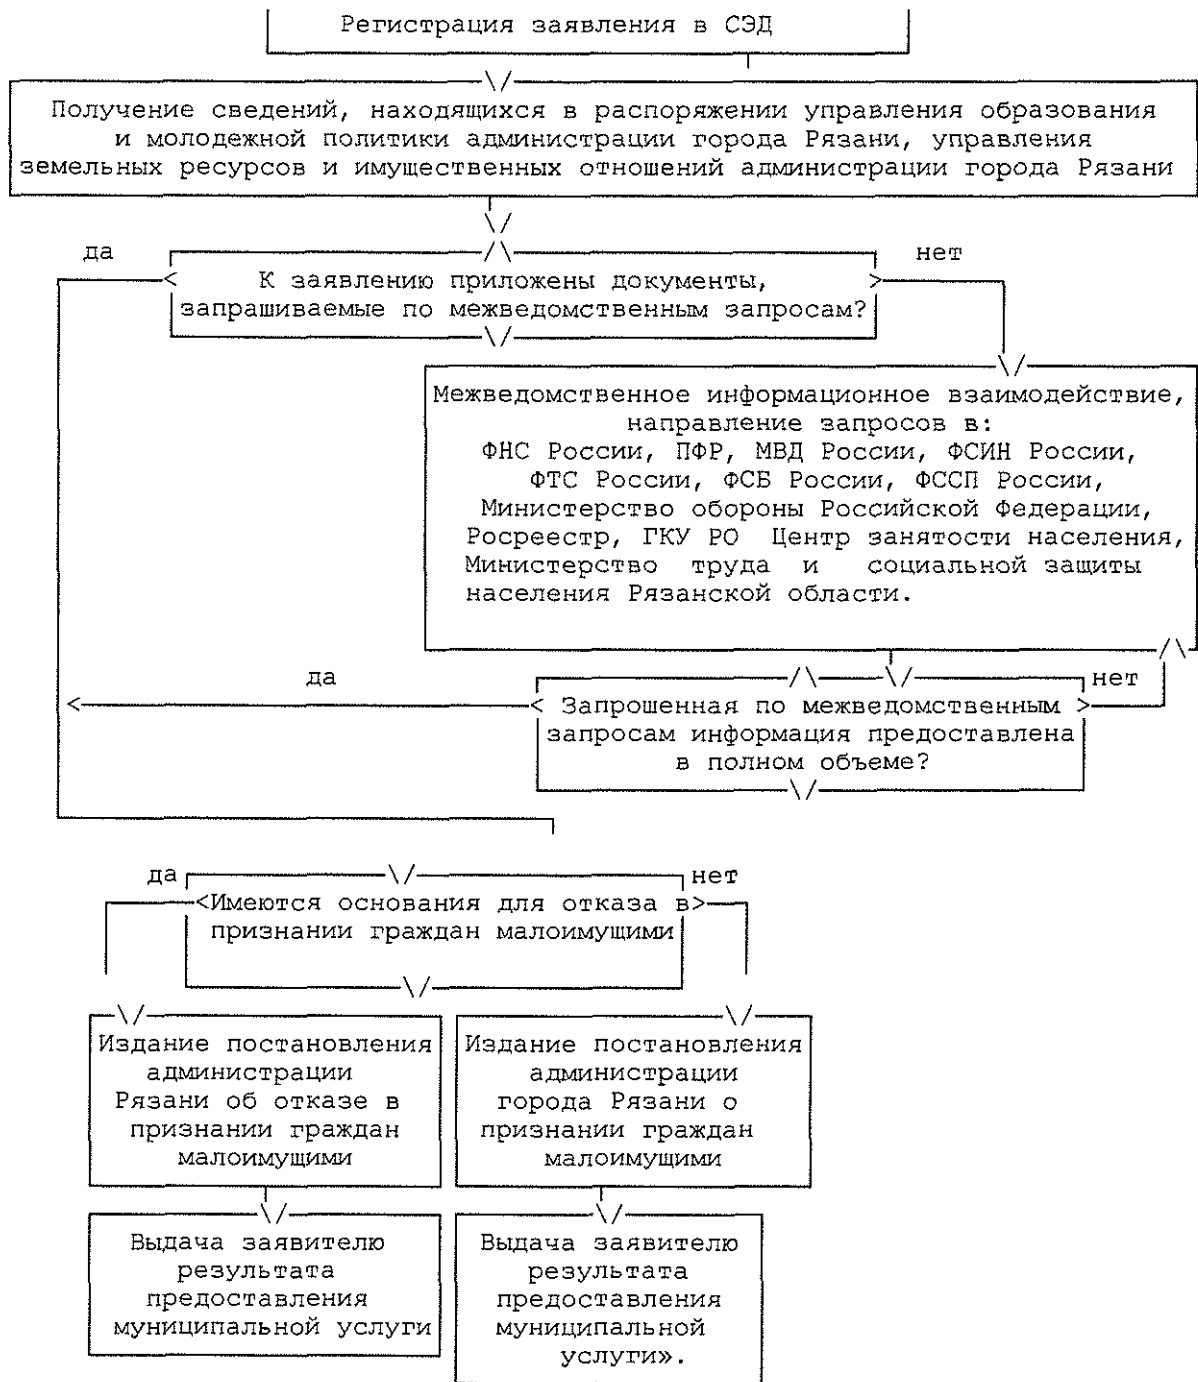 Регистрация заявления в СЭД
Получение сведений, находящихся в распоряжении управления образования
и молодежной политики администрации города Рязани, управления
земельных ресурсов и имущественных отношений администрации города Рязани
да
нет
К заявлению приложены документы,
запрашиваемые по межведомственным запросам?
Межведомственное информационное взаимодействие,
направление запросов в:
ФНС России, ПФР, МВД России, ФСИН России,
ФТС России, ФСБ России, ФССП России,
Министерство обороны Российской Федерации,
Росреестр, ГКУ РО Центр занятости населения,
Министерство труда и социальной защиты
населения Рязанской области.
да
нет
Запрошенная по межведомственным
запросам информация предоставлена
в полном объеме?
да
нет
Имеются основания для отказа в
признании граждан малоимущими
Издание постановления
администрации
Рязани об отказе в
признании граждан
малоимущими
Издание постановления
администрации
города Рязани о
признании граждан
малоимущими
Выдача заявителю
результата
предоставления
муниципальной услуги
Выдача заявителю
результата
предоставления
муниципальной
услуги».